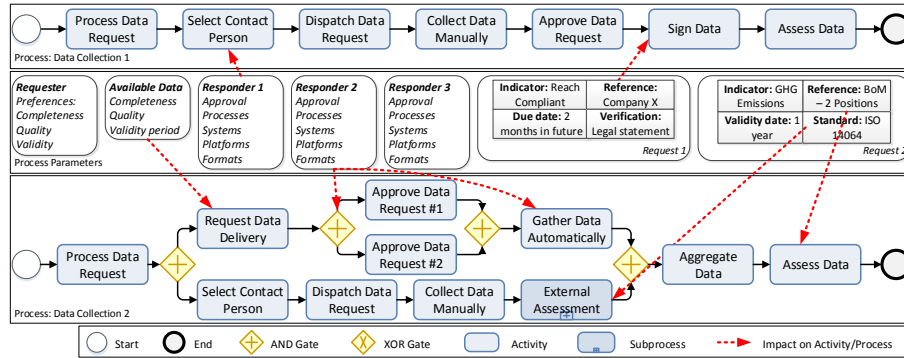 Process Data
Request
Select Contact
Person
Dispatch Data
Request
Collect Data
Manually
Approve Data
Request
Sign Data
Assess Data
Process: Data Collection 1
Requester
Preferences:
Completeness
Quality
Validity
Available Data
Completeness
Quality
Validity period
Responder 1
Approval
Processes
Systems
Platforms
Formats
Responder 2
Approval
Processes
Systems
Platforms
Formats
Responder 3
Approval
Processes
Systems
Platforms
Formats
Indicator: Reach
Compliant
Reference:
Company X
Due date: 2
months in future
Verification:
Legal statement
Request 1
Indicator: GHG
Emissions
Reference: BoM
– 2 Positions
Validity date: 1
year
Standard: ISO
14064
Request 2
Process Parameters
Process Data
Request
Request Data
Delivery
Approve Data
Request #1
Approve Data
Request #2
Gather Data
Automatically
Select Contact
Person
Dispatch Data
Request
Collect Data
Manually
External
Assessment
Aggregate
Data
Assess Data
Process: Data Collection 2
Start
End
AND Gate
XOR Gate
Activity
Subprocess
Impact on Activity/Process